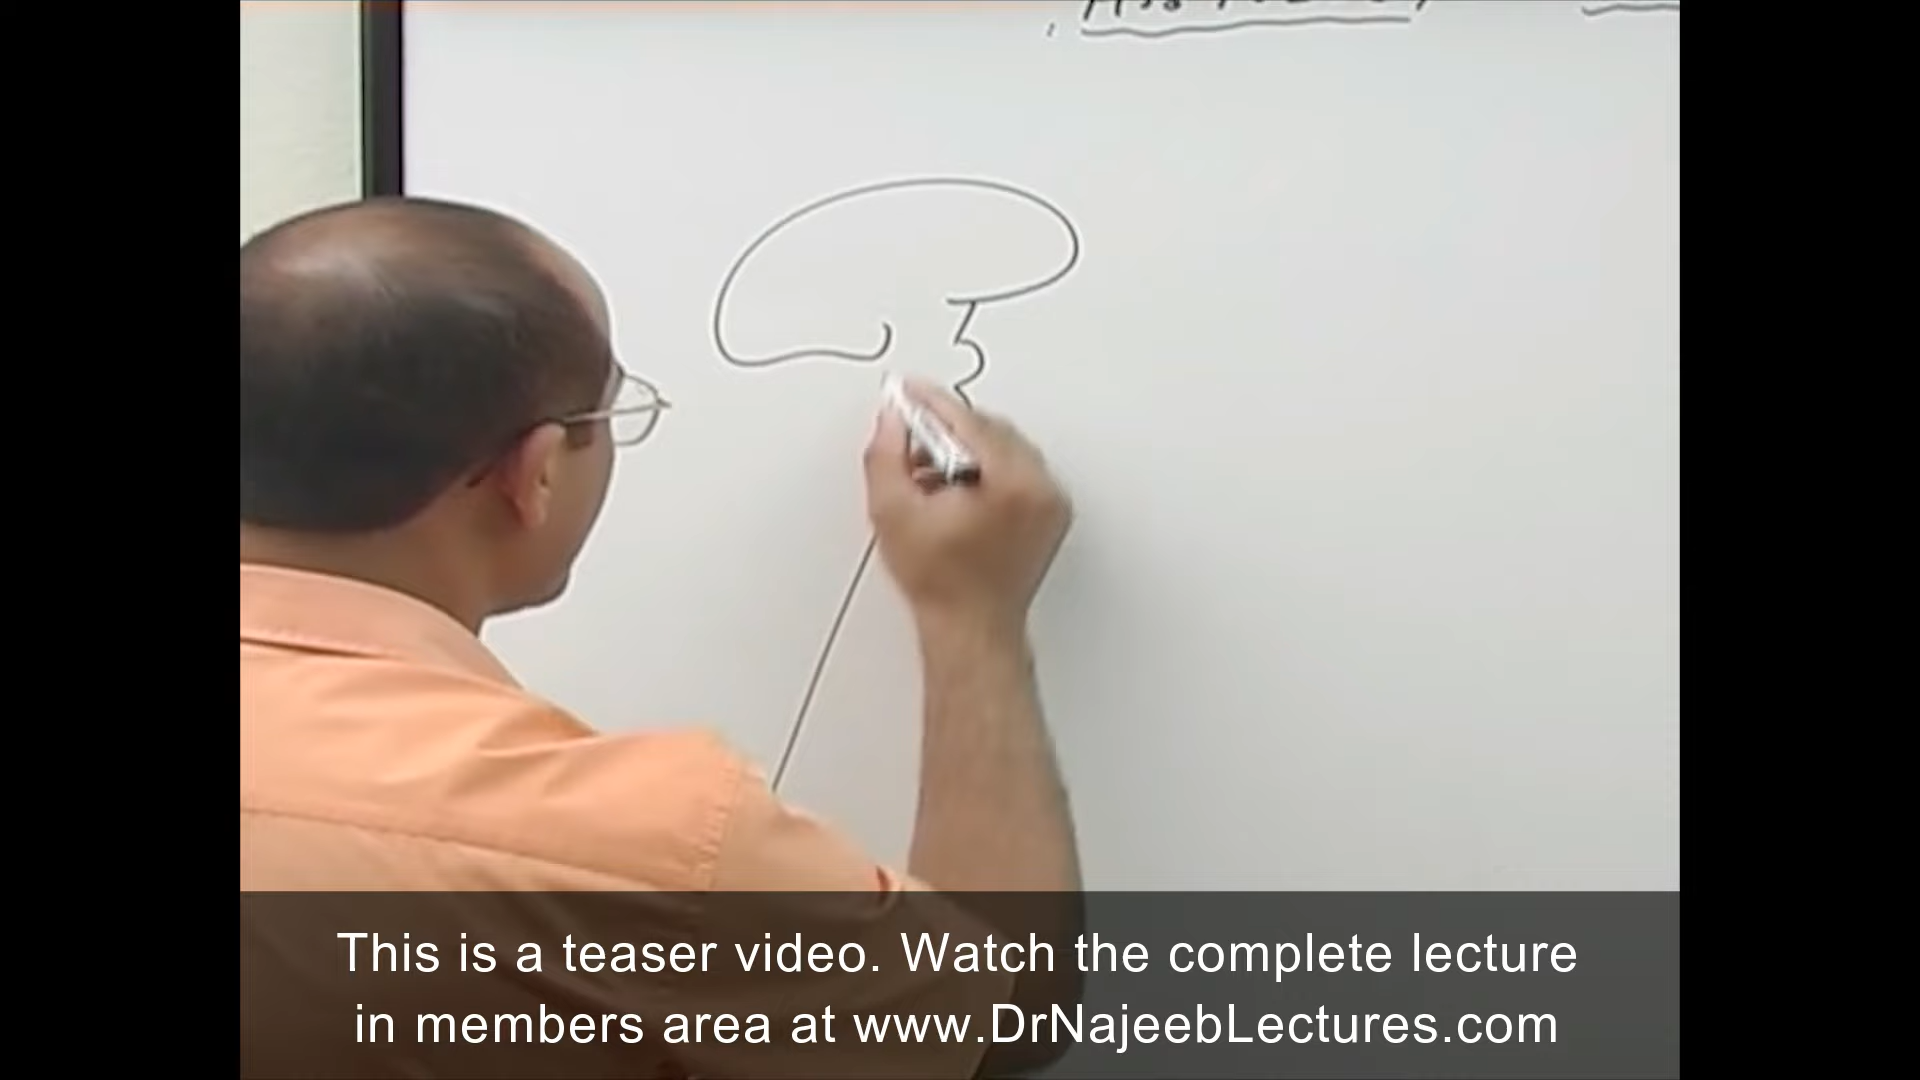 This is a teaser video. Watch the complete lecture
in members area at www.DrNajeebLectures.com